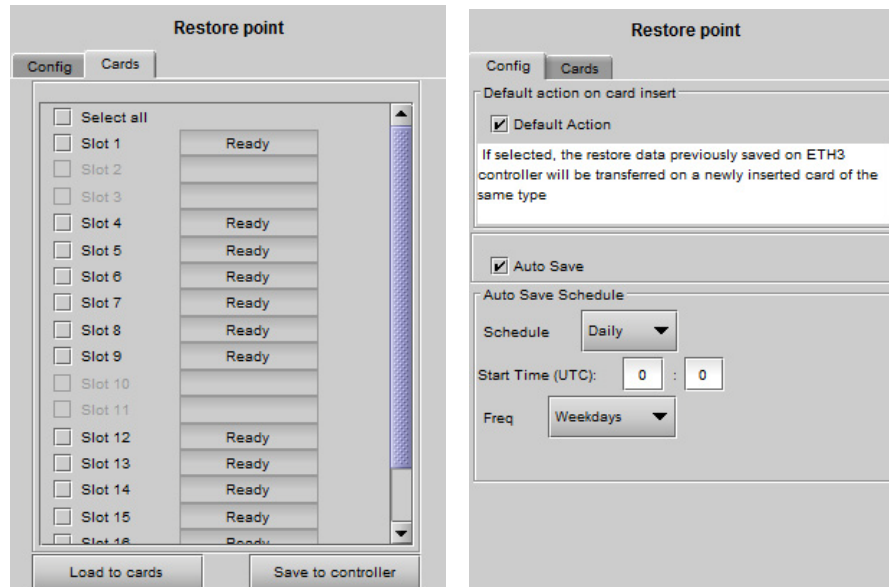 Restore point
Config Cards
Select all
Slot 1 Ready
Slot 2
Slot 3
Slot 4 Ready
Slot 5 Ready
Slot 6 Ready
Slot 7 Ready
Slot 8 Ready
Slot 9 Ready
Slot 10
Slot 11
Slot 12 Ready
Slot 13 Ready
Slot 14 Ready
Slot 15 Ready
Slot 16 Ready
Load to cards Save to controller
Restore point
Config Cards
Default action on card insert
Default Action
If selected, the restore data previously saved on ETH3
controller will be transferred on a newly inserted card of the
same type
Auto Save
Auto Save Schedule
Schedule Daily
Start Time (UTC): 0 : 0
Freq Weekdays